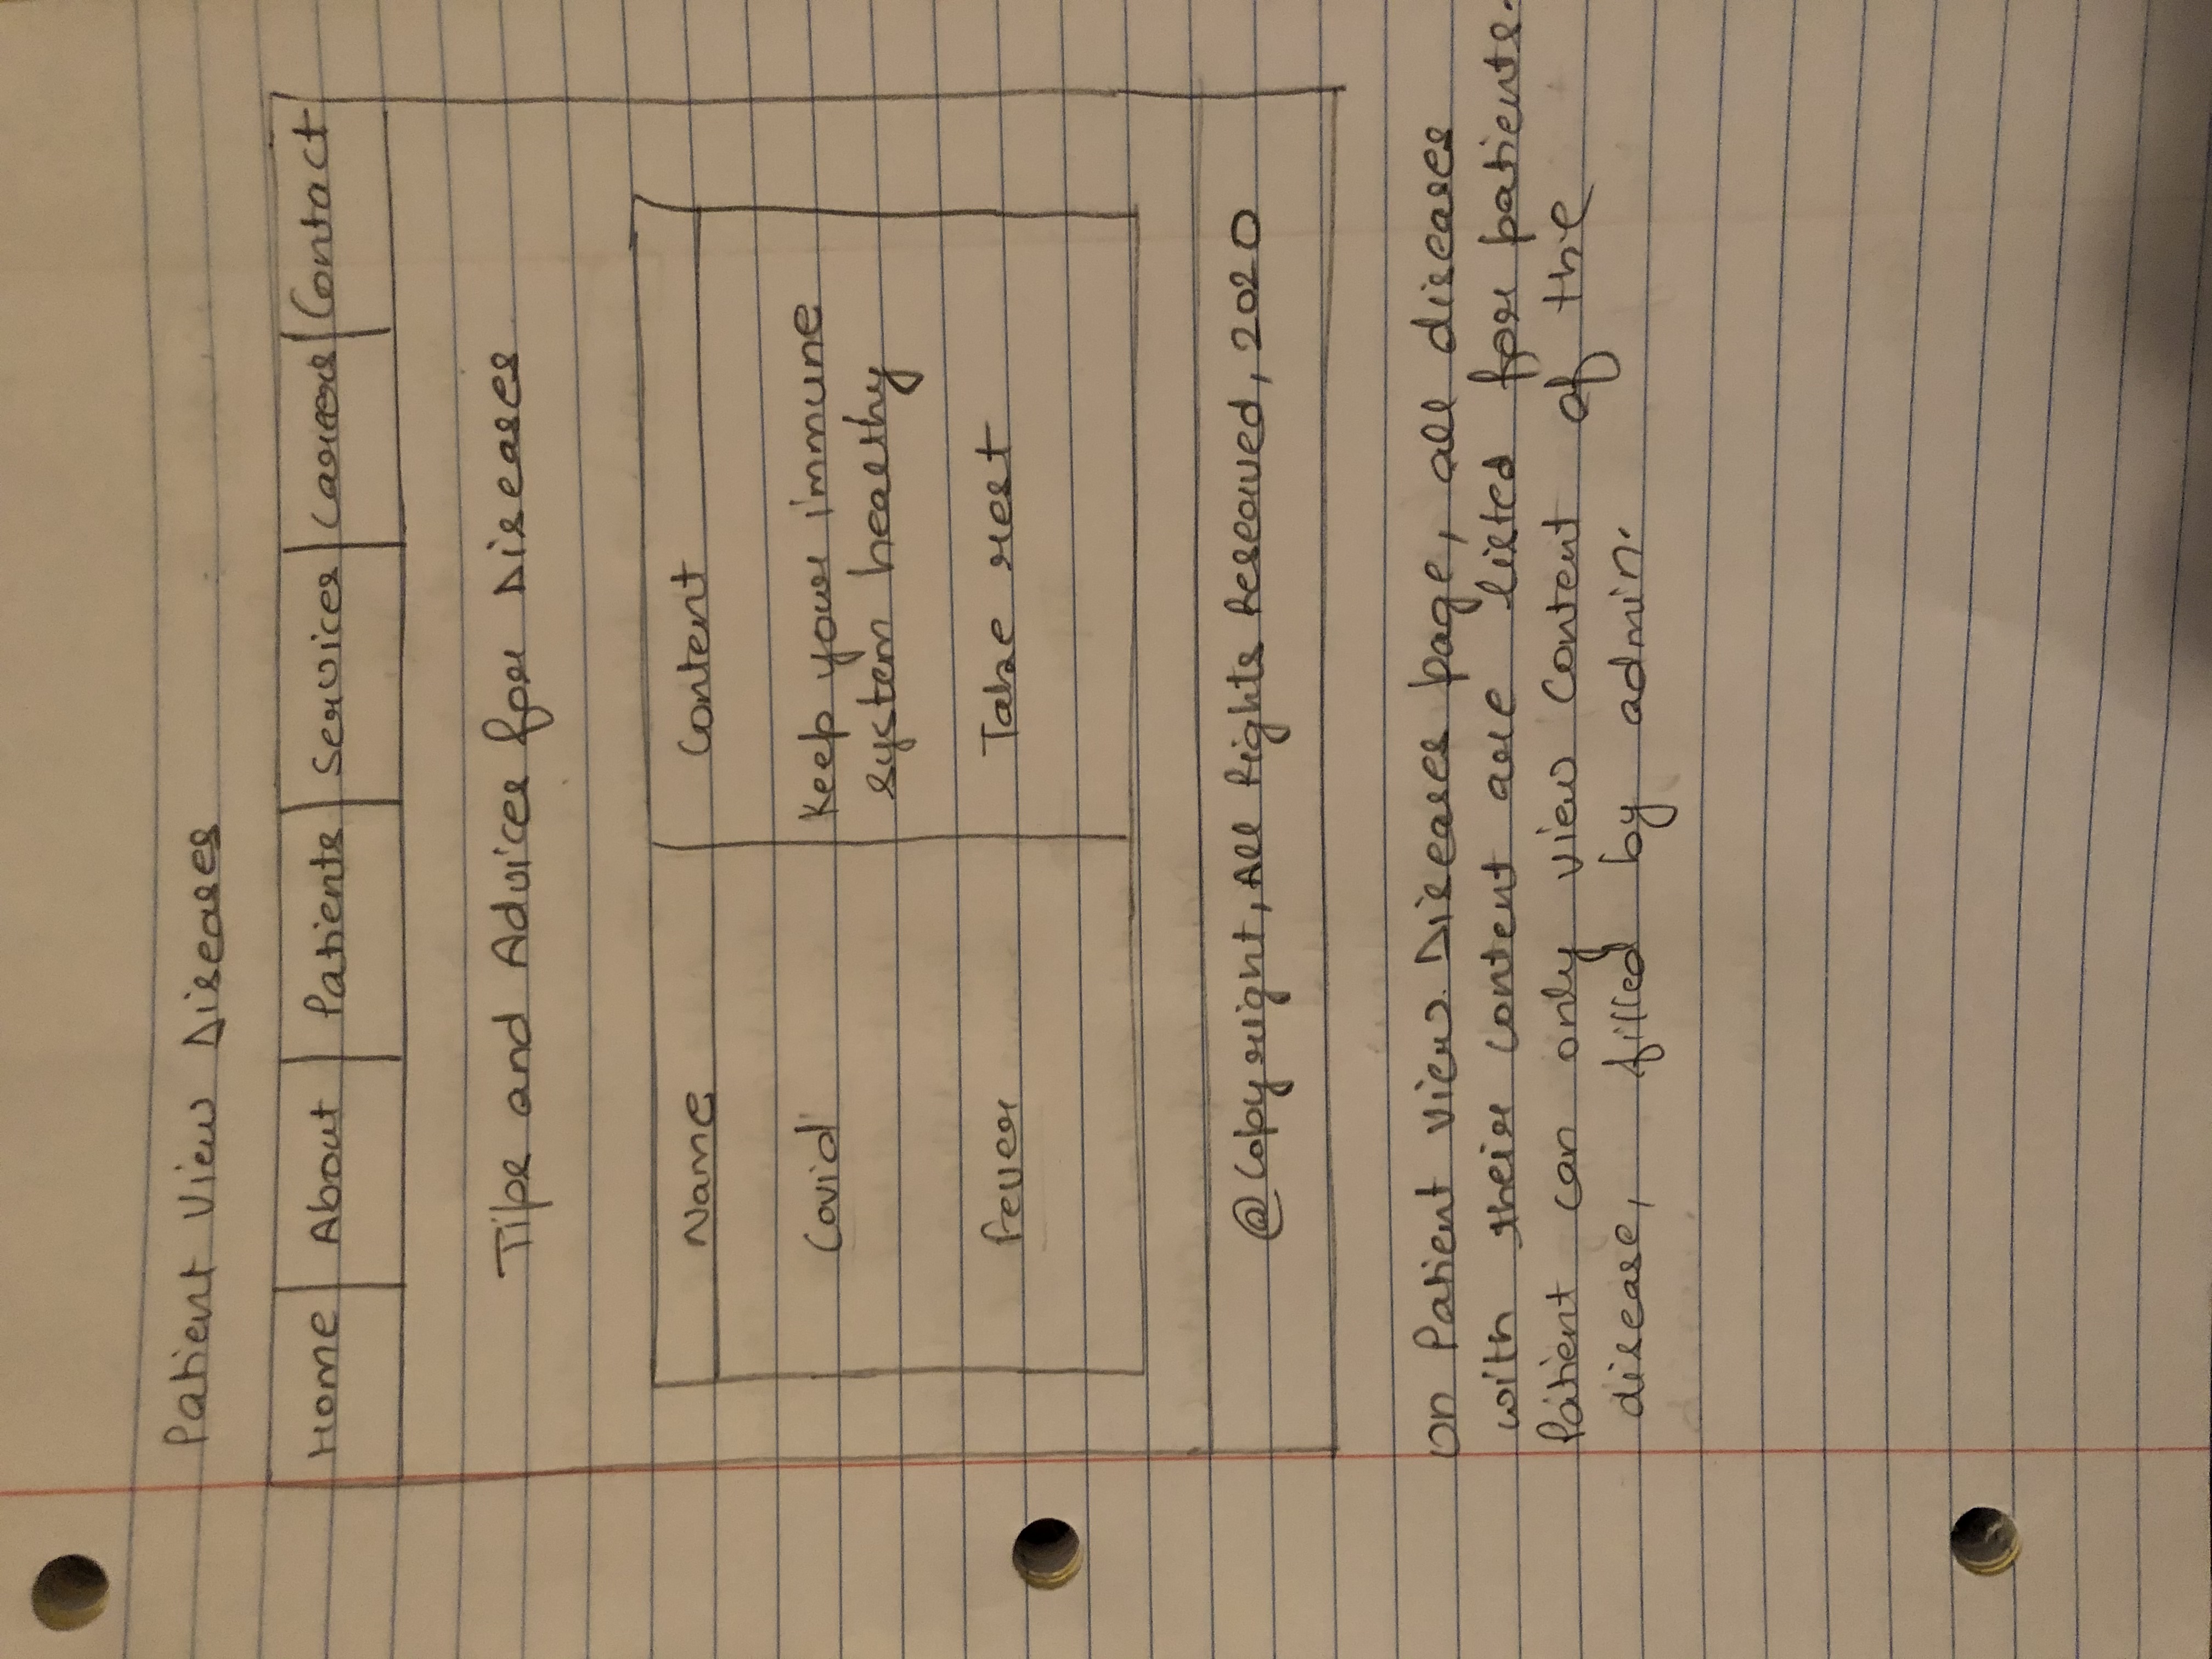 Patient View Diseases
Home About Patients Services Careers Contact
Tips and Advices for Diseases
Name Content
Covid Keep your immune
system healthy
Fever Take rest
@Copyright, All Rights Reserved, 2020
On Patient View Diseases page, all diseases
with their content are listed for patients.
Patient can only view content of the
disease, filled by admin.